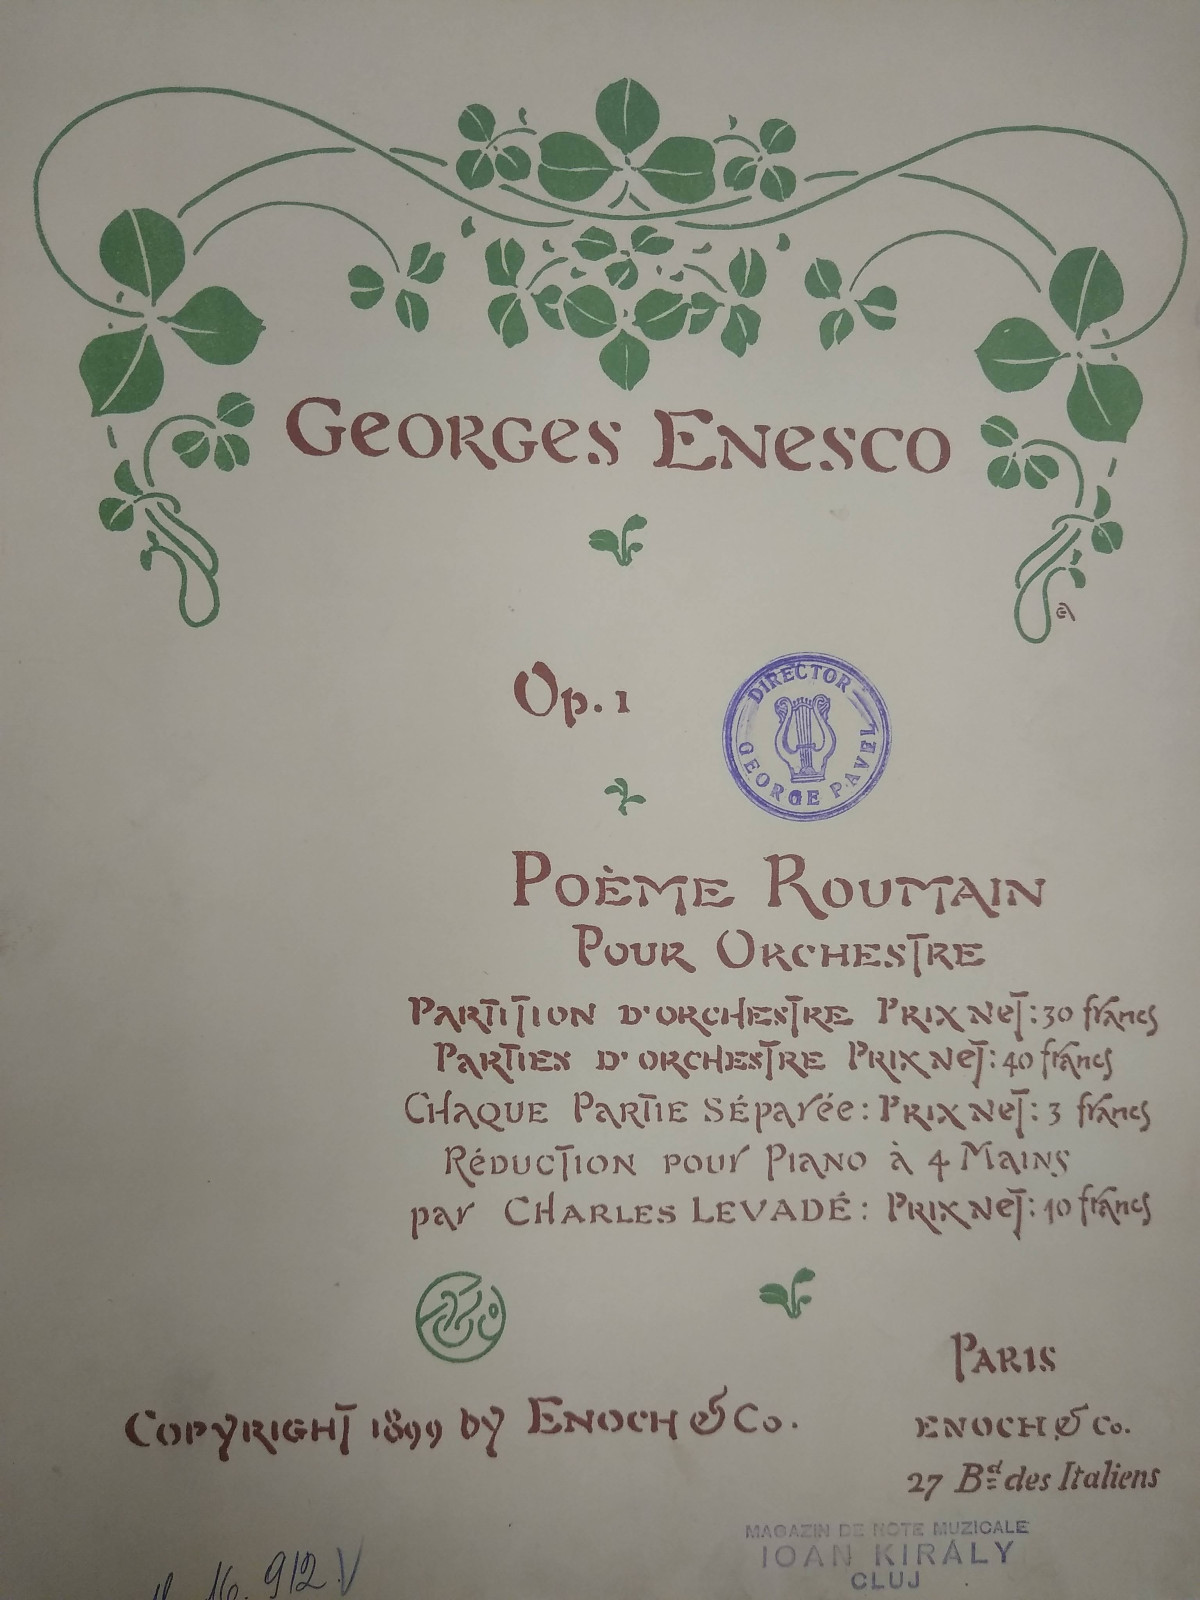 Georges Enesco
Op. 1
DIRECTOR
GEORGE PAVEL
Poème Roumain
Pour Orchestre
Partition d'orchestre Prix Net: 30 francs
Parties d'orchestre Prix Net: 40 francs
Chaque Partie Séparée: Prix Net: 3 francs
Réduction pour Piano à 4 Mains
par Charles Levadé: Prix Net: 10 francs
Paris
Copyright 1899 by Enoch & Co.
Enoch & Co.
27 Bd des Italiens
MAGAZIN DE NOTE MUZICALE
IOAN KIRÁLY
CLUJ
16. 912 V